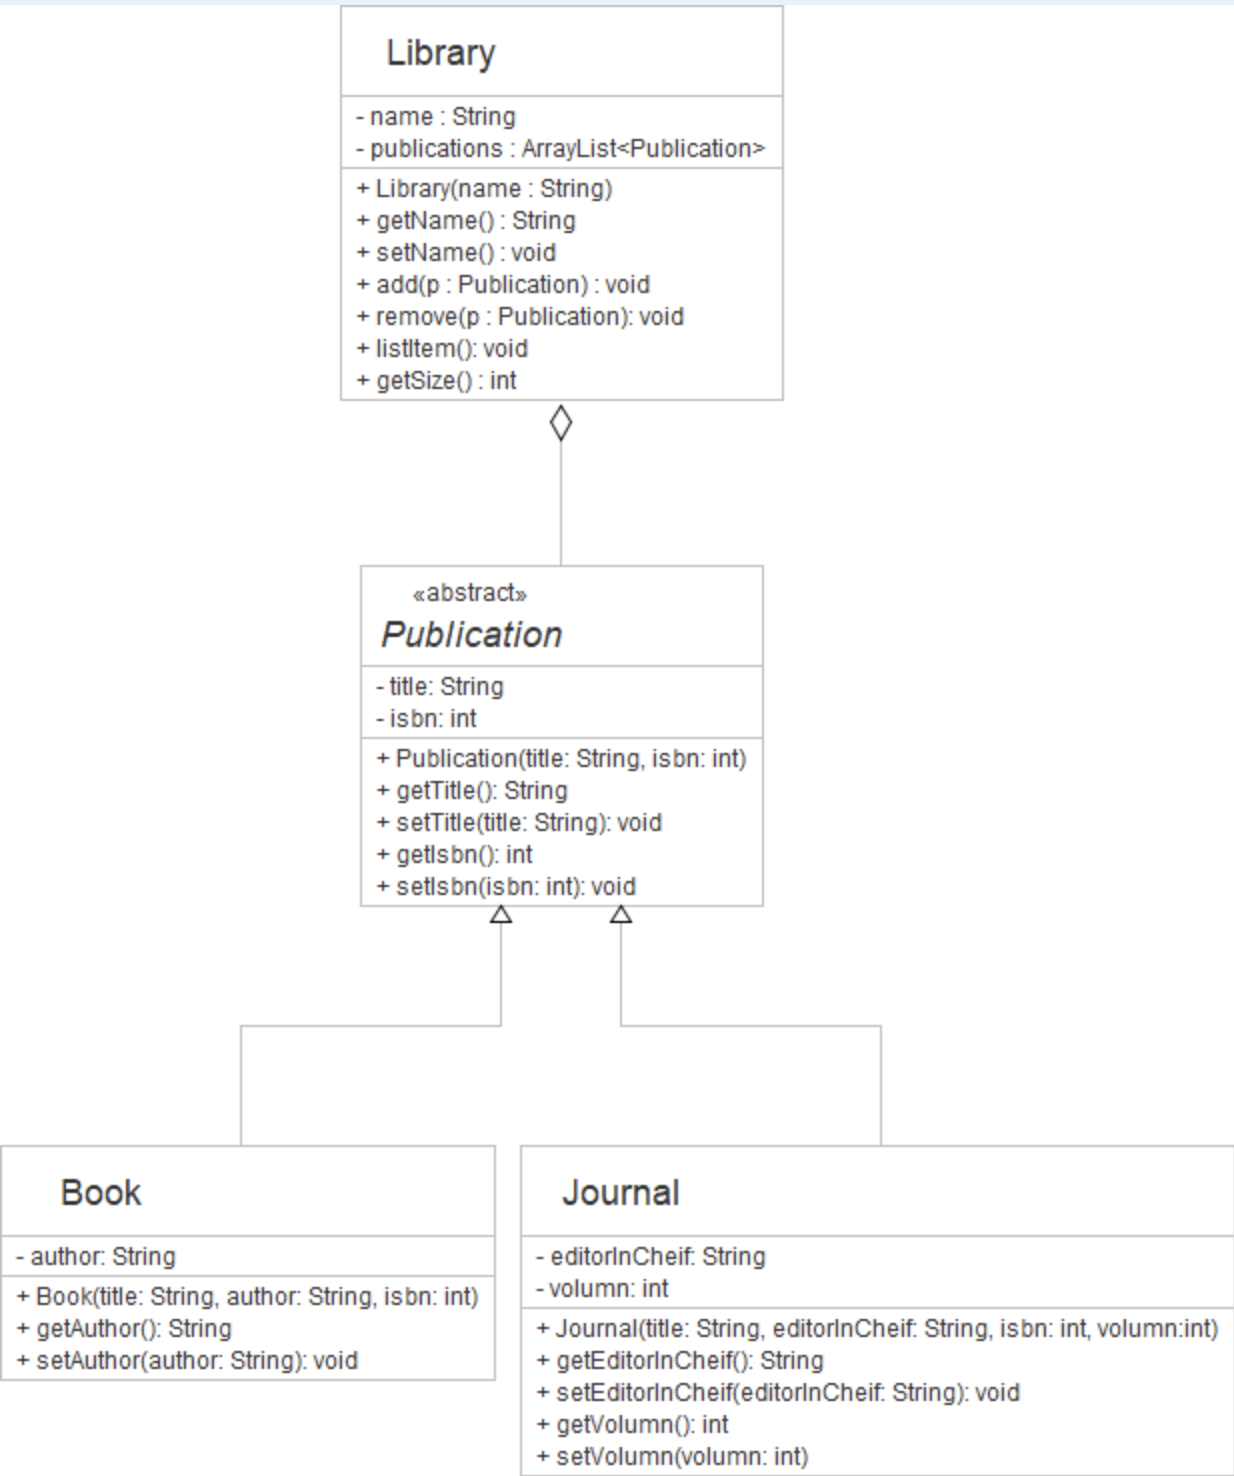 Library
- name : String
- publications : ArrayList<Publication>
+ Library(name : String)
+ getName() : String
+ setName() : void
+ add(p : Publication) : void
+ remove(p : Publication): void
+ listItem(): void
+ getSize() : int
«abstract»
Publication
- title: String
- isbn: int
+ Publication(title: String, isbn: int)
+ getTitle(): String
+ setTitle(title: String): void
+ getIsbn(): int
+ setIsbn(isbn: int): void
Book
- author: String
+ Book(title: String, author: String, isbn: int)
+ getAuthor(): String
+ setAuthor(author: String): void
Journal
- editorInCheif: String
- volumn: int
+ Journal(title: String, editorInCheif: String, isbn: int, volumn:int)
+ getEditorInCheif(): String
+ setEditorInCheif(editorInCheif: String): void
+ getVolumn(): int
+ setVolumn(volumn: int)